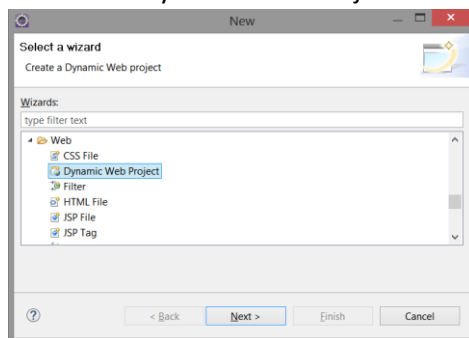 New
Select a wizard
Create a Dynamic Web project
Wizards:
type filter text
Web
CSS File
Dynamic Web Project
Filter
HTML File
JSP File
JSP Tag
< Back
Next >
Finish
Cancel